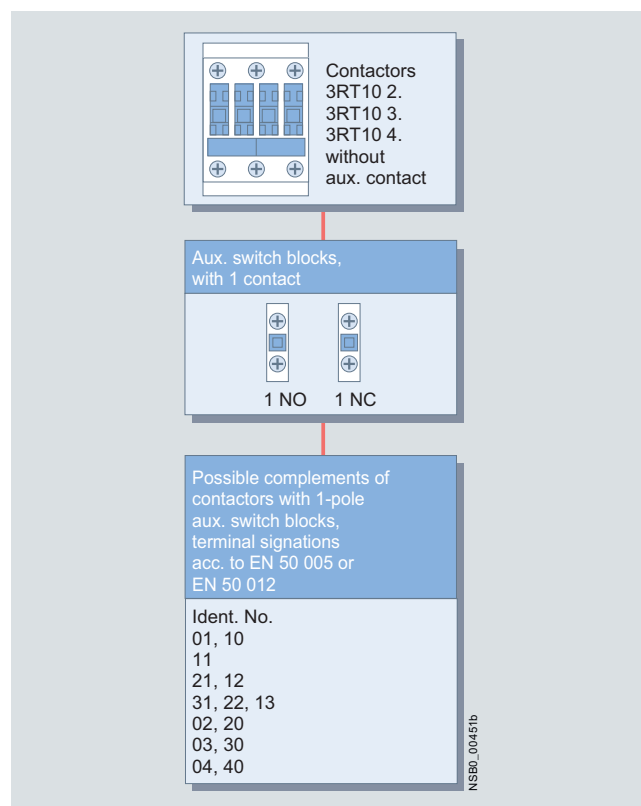 Contactors
3RT10 2.
3RT10 3.
3RT10 4.
without
aux. contact
Aux. switch blocks,
with 1 contact
1 NO
1 NC
Possible complements of
contactors with 1-pole
aux. switch blocks,
terminal signations
acc. to EN 50 005 or
EN 50 012
Ident. No.
01, 10
11
21, 12
31, 22, 13
02, 20
03, 30
04, 40
NSB0_00451b